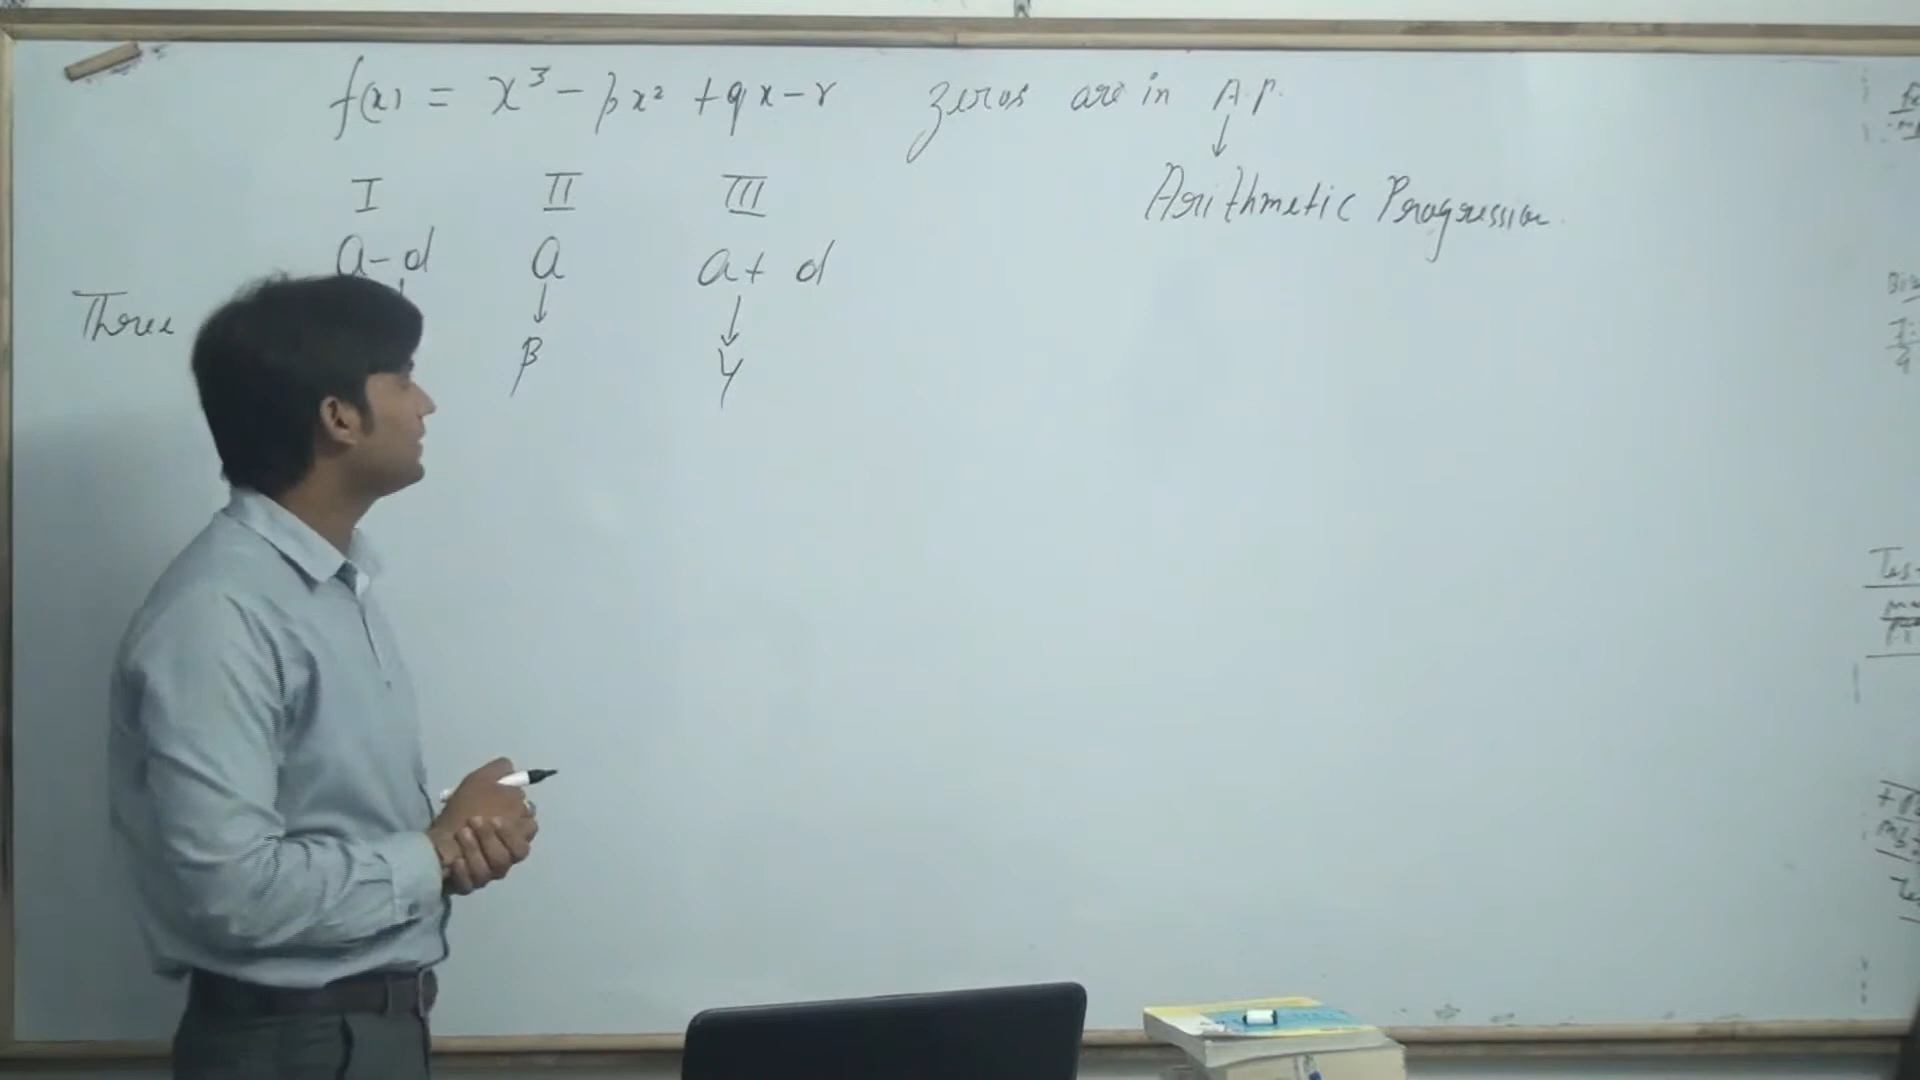 f(x) = x³ - px² + qx - r zeros are in A.P.
↓
Arithmetic Progression
I II III
a - d a a + d
Three ↓ ↓
β γ